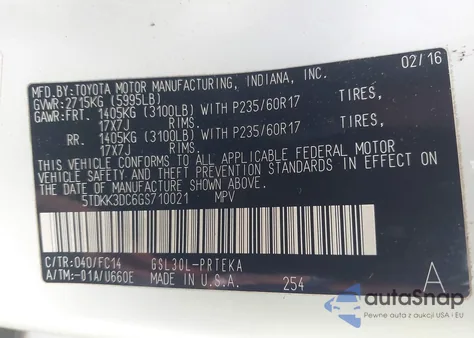 MFD.BY:TOYOTA MOTOR MANUFACTURING, INDIANA, INC. 02/16
GVWR:2715KG (5995LB)
GAWR:FRT. 1405KG (3100LB) WITH P235/60R17 TIRES,
17X7J RIMS.
RR. 1405KG (3100LB) WITH P235/60R17 TIRES,
17X7J RIMS.
THIS VEHICLE CONFORMS TO ALL APPLICABLE FEDERAL MOTOR
VEHICLE SAFETY AND THEFT PREVENTION STANDARDS IN EFFECT
ON THE DATE OF MANUFACTURE SHOWN ABOVE.
5TDKK3DC6GS710021 MPV
C/TR:040/FC14 GSL30L-PRTEKA
A/TM:-01A/U660E MADE IN U.S.A. 254 A
autoSnap
Pewne auta z aukcji USA • EU